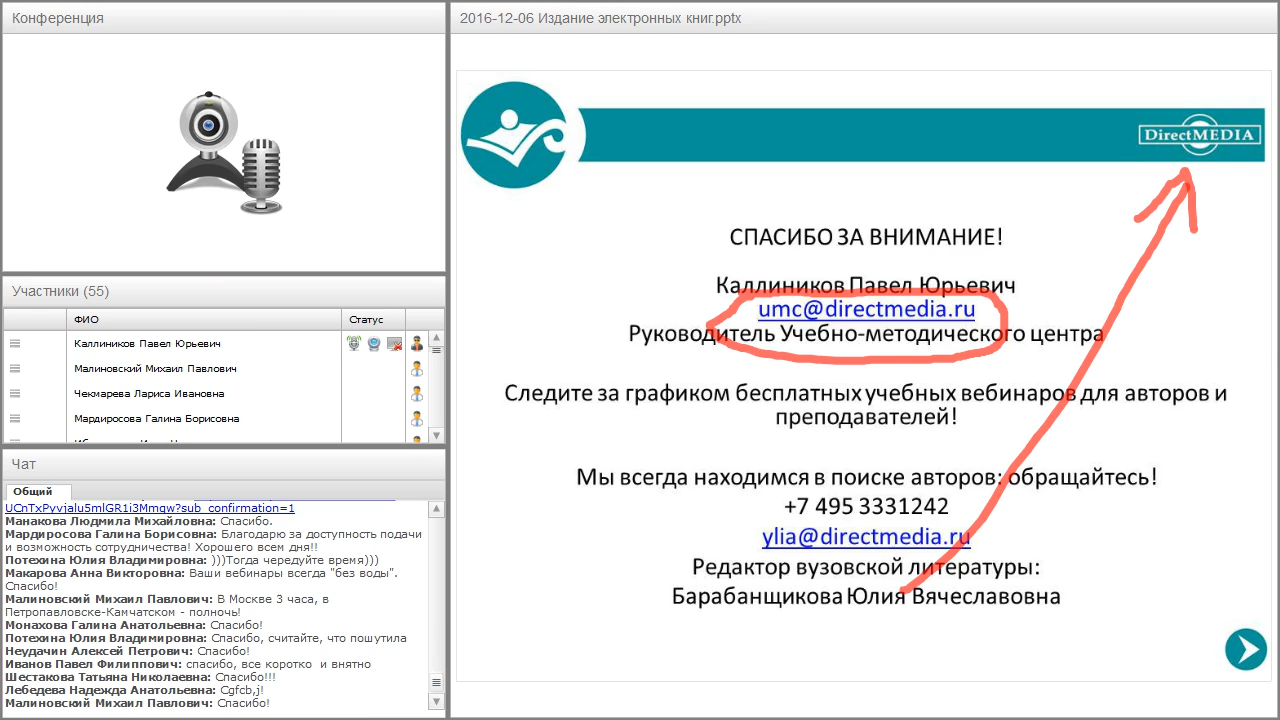 Конференция
Участники (55)
ФИО
Статус
Каллиников Павел Юрьевич
Малиновский Михаил Павлович
Чекмарева Лариса Ивановна
Мардиросова Галина Борисовна
Чат
Общий
UCnTxPyvjalu5mlGR1i3Mmqw?sub_confirmation=1
Манакова Людмила Михайловна: Спасибо.
Мардиросова Галина Борисовна: Благодарю за доступность подачи
и возможность сотрудничества! Хорошего всем дня!!
Потехина Юлия Владимировна: )))Тогда чередуйте время)))
Макарова Анна Викторовна: Ваши вебинары всегда "без воды".
Спасибо!
Малиновский Михаил Павлович: В Москве 3 часа, в
Петропавловске-Камчатском - полночь!
Монахова Галина Анатольевна: Спасибо!
Потехина Юлия Владимировна: Спасибо, считайте, что пошутила
Неудачин Алексей Петрович: Спасибо!
Иванов Павел Филиппович: спасибо, все коротко и внятно
Шестакова Татьяна Николаевна: Спасибо!!!
Лебедева Надежда Анатольевна: Cgfcb,j!
Малиновский Михаил Павлович: Спасибо!
2016-12-06 Издание электронных книг.pptx
DirectMEDIA
СПАСИБО ЗА ВНИМАНИЕ!
Каллиников Павел Юрьевич
umc@directmedia.ru
Руководитель Учебно-методического центра
Следите за графиком бесплатных учебных вебинаров для авторов и
преподавателей!
Мы всегда находимся в поиске авторов: обращайтесь!
+7 495 3331242
ylia@directmedia.ru
Редактор вузовской литературы:
Барабанщикова Юлия Вячеславовна